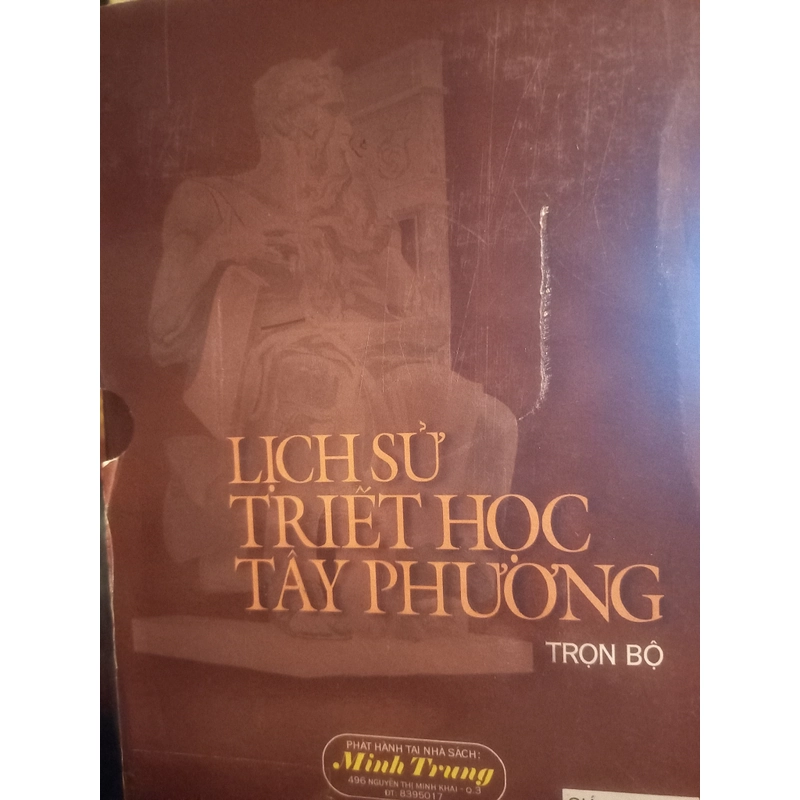 LỊCH SỬ
TRIẾT HỌC
TÂY PHƯƠNG
TRỌN BỘ
PHÁT HÀNH TẠI NHÀ SÁCH:
Minh Trung
496 NGUYỄN THỊ MINH KHAI - Q.3
ĐT: 8395017